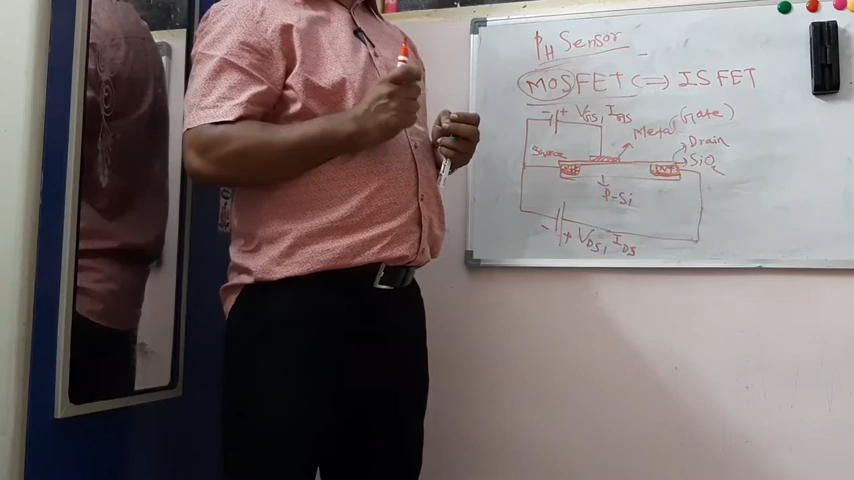 PH Sensor
MOSFET ⇔ ISFET
- + VGS, IGS
Metal (Gate)
Source
Drain
SiO2
P-Si
- + VDS, IDS